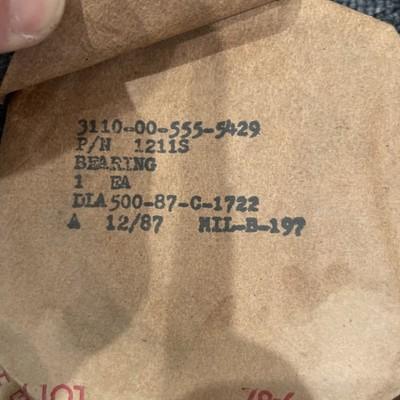 3110-00-555-5429
P/N 1211S
BEARING
1 EA
DLA500-87-C-1722
A 12/87 MIL-B-197